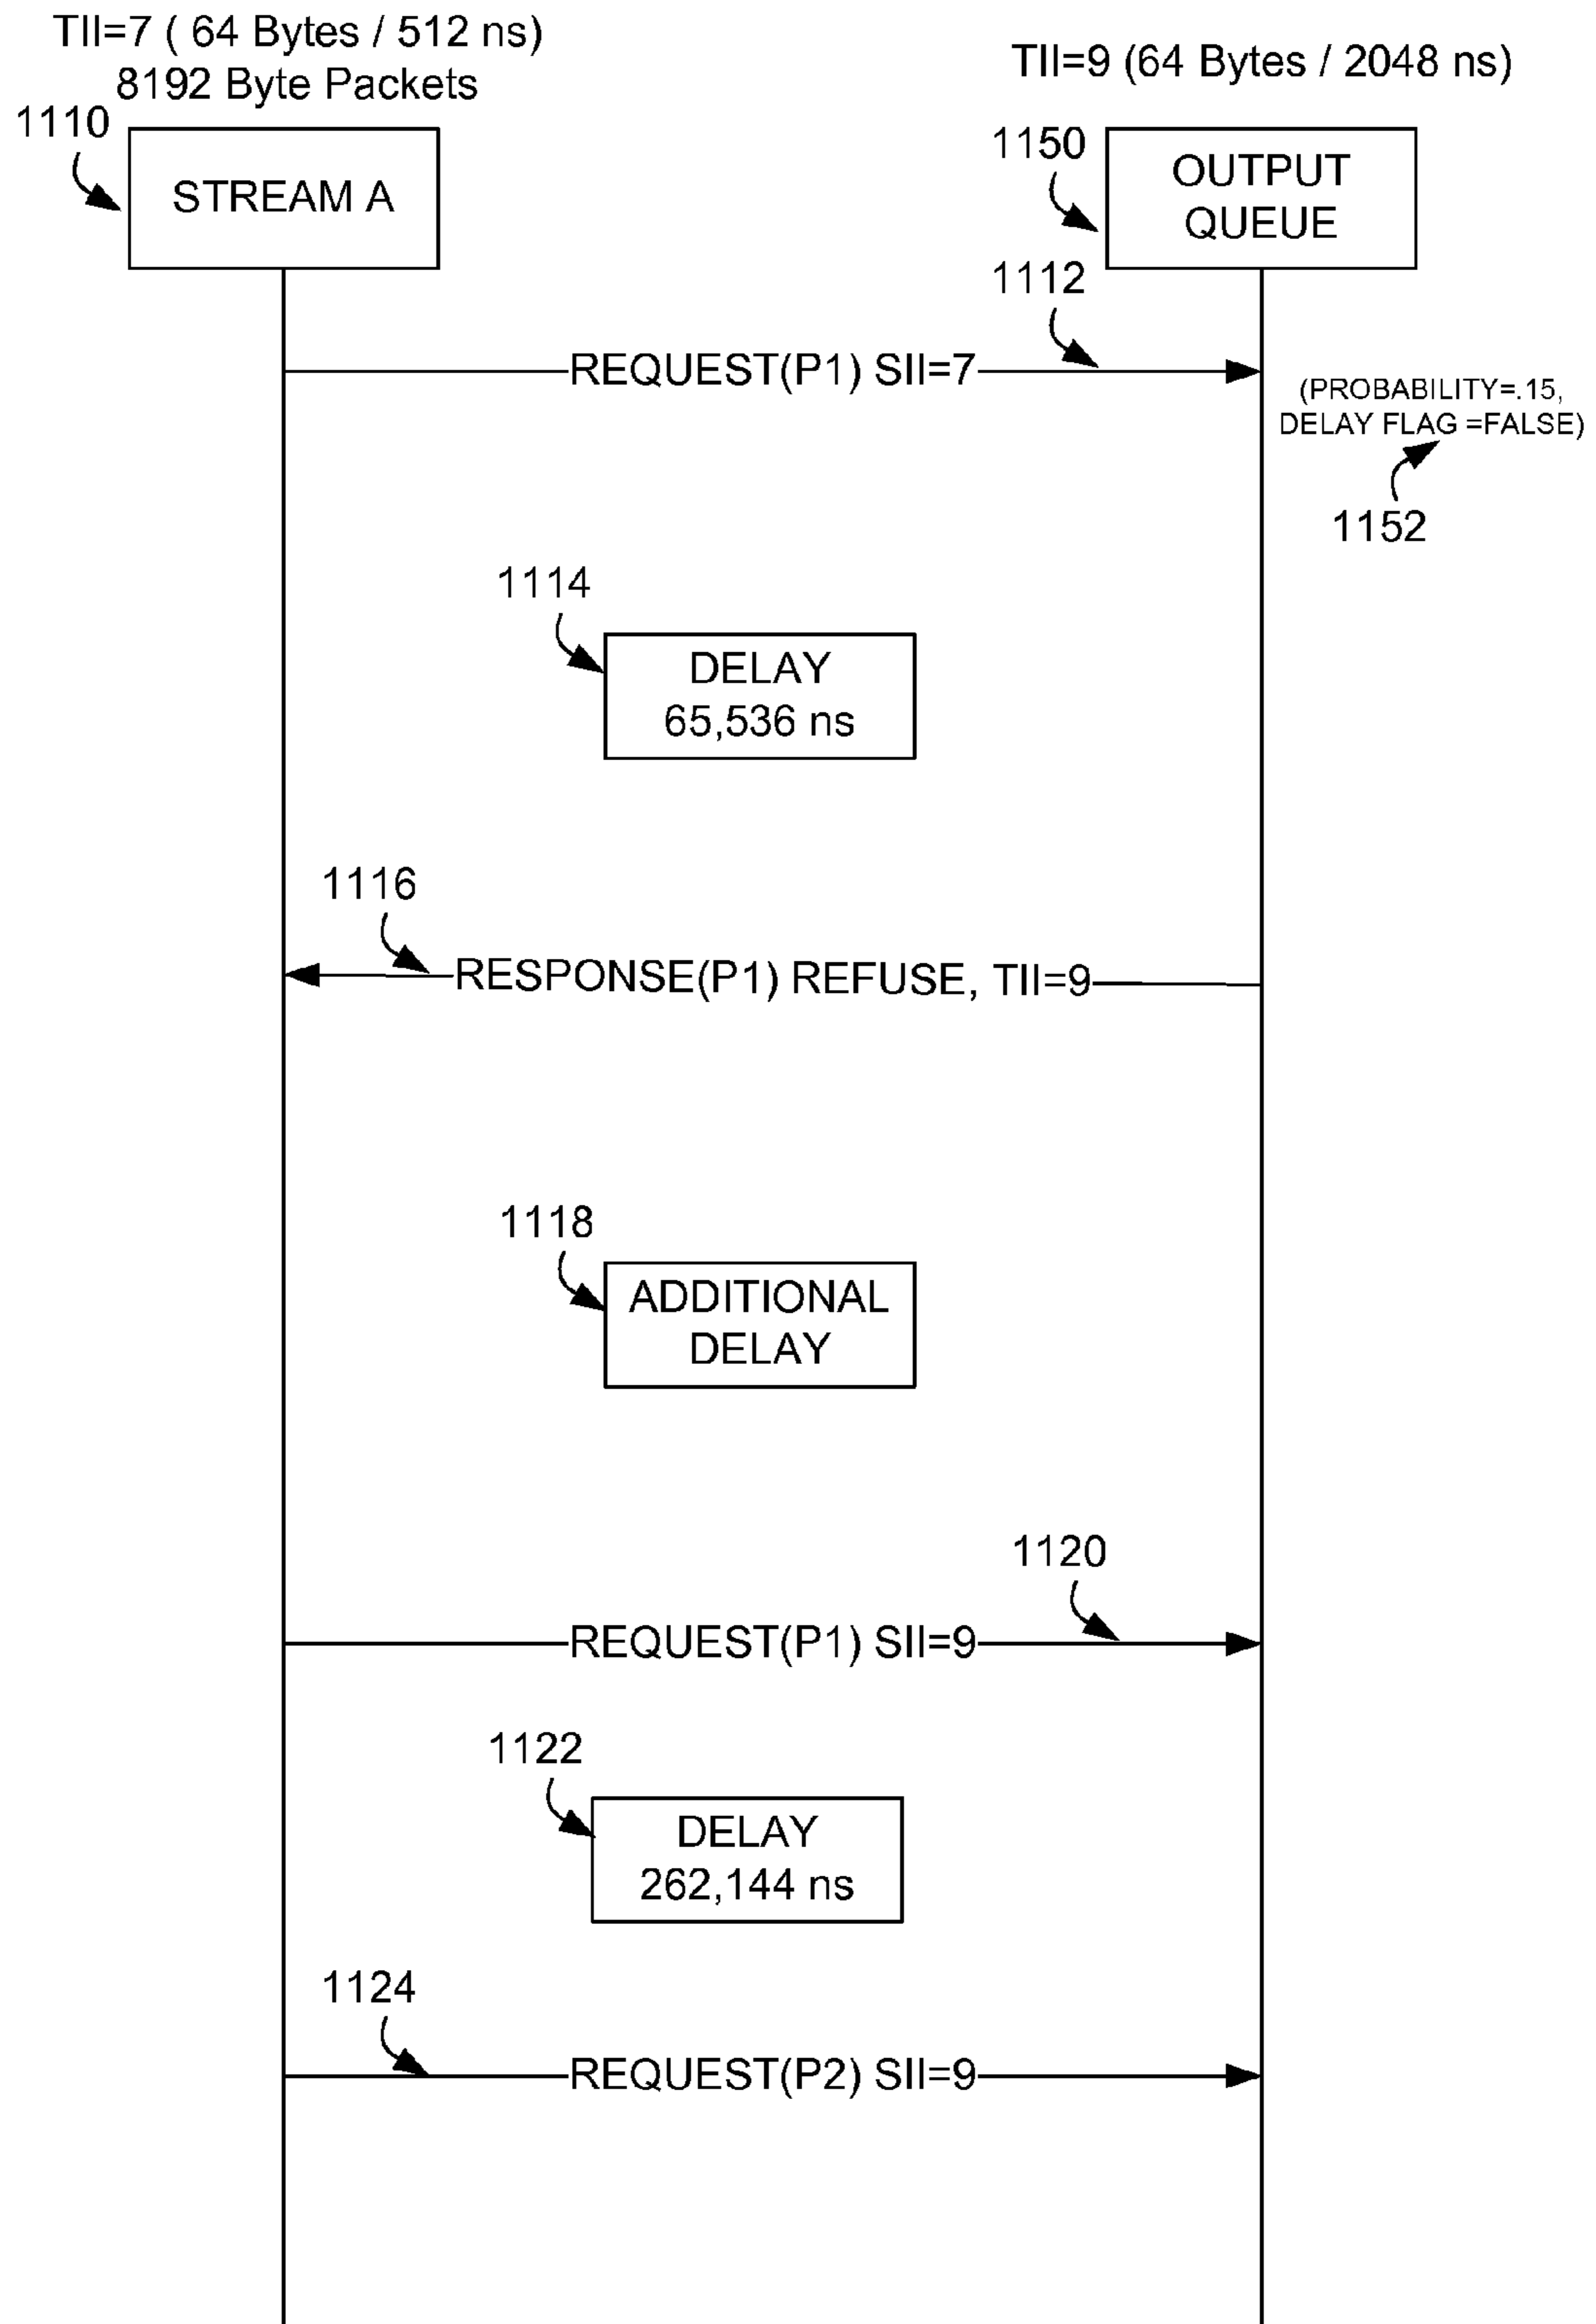 TII=7 ( 64 Bytes / 512 ns)
8192 Byte Packets
TII=9 (64 Bytes / 2048 ns)
1110
STREAM A
1150
OUTPUT
QUEUE
1112
REQUEST(P1) SII=7
(PROBABILITY=.15,
DELAY FLAG =FALSE)
1152
1114
DELAY
65,536 ns
1116
RESPONSE(P1) REFUSE, TII=9
1118
ADDITIONAL
DELAY
1120
REQUEST(P1) SII=9
1122
DELAY
262,144 ns
1124
REQUEST(P2) SII=9